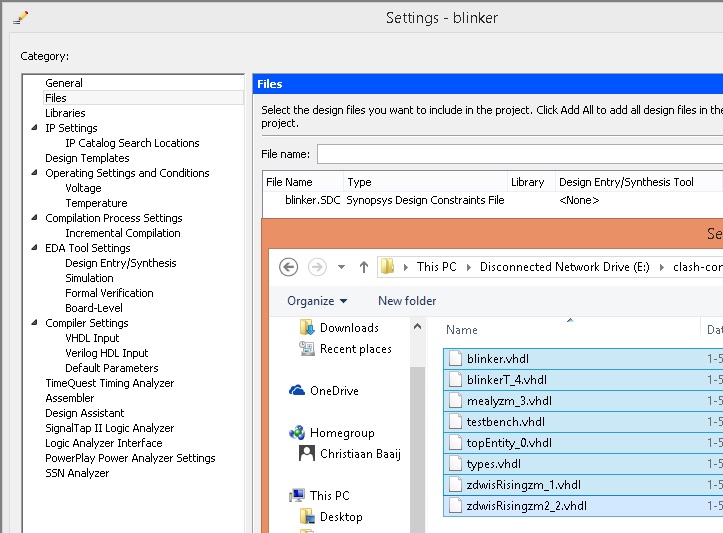 Settings - blinker
Category:
General
Files
Libraries
IP Settings
IP Catalog Search Locations
Design Templates
Operating Settings and Conditions
Voltage
Temperature
Compilation Process Settings
Incremental Compilation
EDA Tool Settings
Design Entry/Synthesis
Simulation
Formal Verification
Board-Level
Compiler Settings
VHDL Input
Verilog HDL Input
Default Parameters
TimeQuest Timing Analyzer
Assembler
Design Assistant
SignalTap II Logic Analyzer
Logic Analyzer Interface
PowerPlay Power Analyzer Settings
SSN Analyzer
Files
Select the design files you want to include in the project. Click Add All to add all design files in the
project.
File name:
File Name Type Library Design Entry/Synthesis Tool
blinker.SDC Synopsys Design Constraints File <None>
Se
This PC Disconnected Network Drive (E:) clash-con
Organize New folder
Downloads
Recent places
OneDrive
Homegroup
Christiaan Baaij
This PC
Desktop
Name Dat
blinker.vhdl 1-5
blinkerT_4.vhdl 1-5
mealyzm_3.vhdl 1-5
testbench.vhdl 1-5
topEntity_0.vhdl 1-5
types.vhdl 1-5
zdwisRisingzm_1.vhdl 1-5
zdwisRisingzm2_2.vhdl 1-5